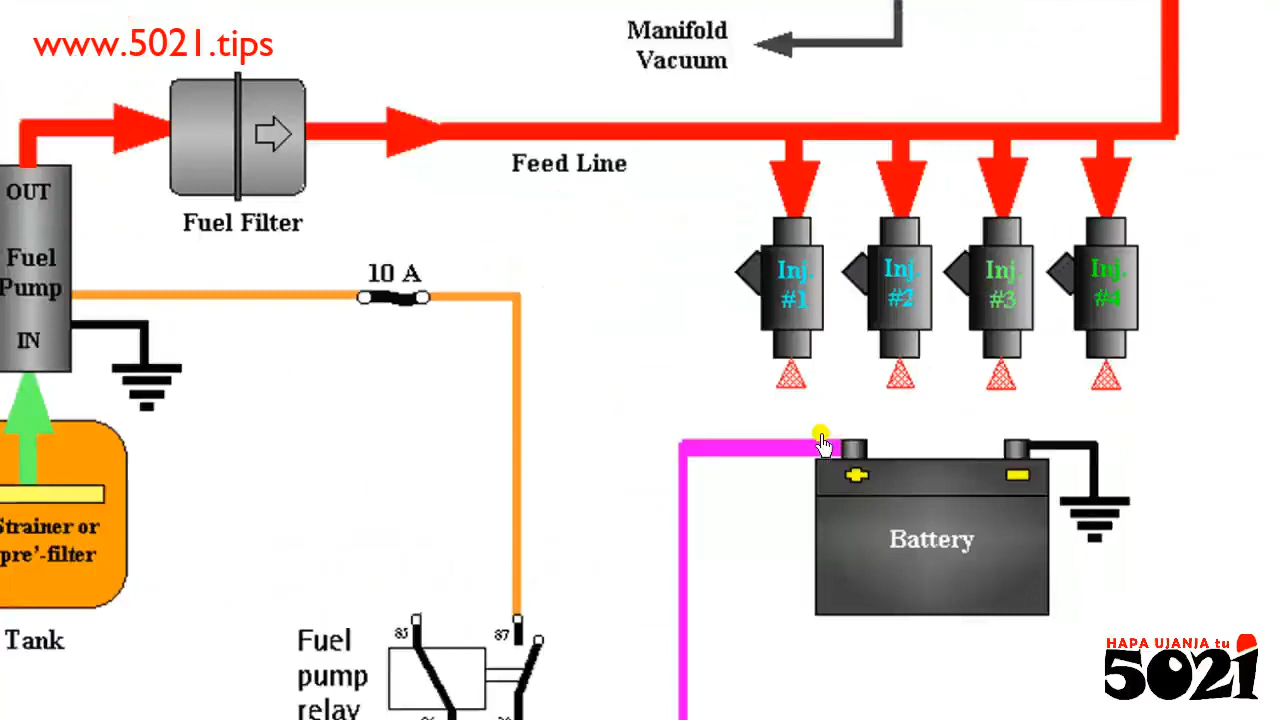 www.5021.tips
Manifold
Vacuum
OUT
Fuel
Pump
IN
Fuel Filter
Feed Line
10 A
Inj.
#1
Inj.
#2
Inj.
#3
Inj.
#4
Strainer or
'pre'-filter
Tank
Battery
Fuel
pump
relay
85
87
HAPA UJANJA tu
5021